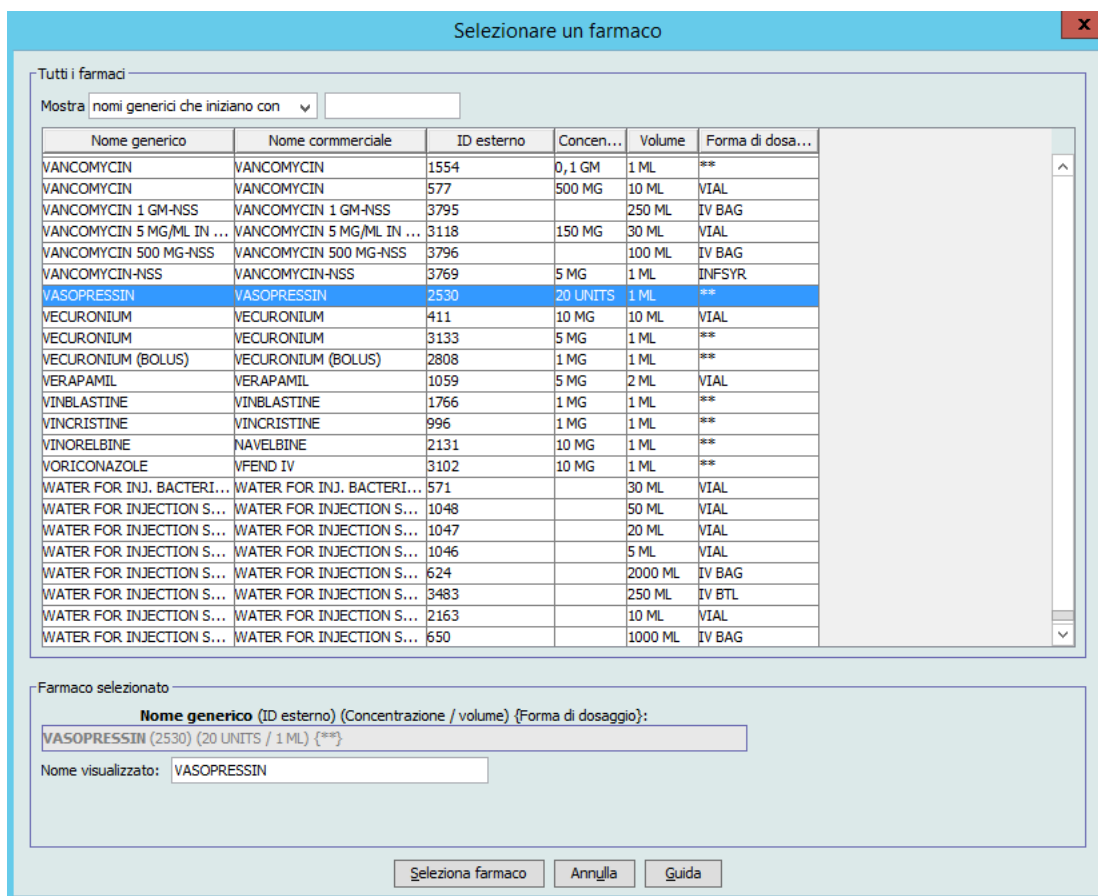 Selezionare un farmaco
x
Tutti i farmaci
Mostra nomi generici che iniziano con
Nome generico Nome cormmerciale ID esterno Concen... Volume Forma di dosa...
VANCOMYCIN VANCOMYCIN 1554 0,1 GM 1 ML **
VANCOMYCIN VANCOMYCIN 577 500 MG 10 ML VIAL
VANCOMYCIN 1 GM-NSS VANCOMYCIN 1 GM-NSS 3795 250 ML IV BAG
VANCOMYCIN 5 MG/ML IN ... VANCOMYCIN 5 MG/ML IN ... 3118 150 MG 30 ML VIAL
VANCOMYCIN 500 MG-NSS VANCOMYCIN 500 MG-NSS 3796 100 ML IV BAG
VANCOMYCIN-NSS VANCOMYCIN-NSS 3769 5 MG 1 ML INFSYR
VASOPRESSIN VASOPRESSIN 2530 20 UNITS 1 ML **
VECURONIUM VECURONIUM 411 10 MG 10 ML VIAL
VECURONIUM VECURONIUM 3133 5 MG 1 ML **
VECURONIUM (BOLUS) VECURONIUM (BOLUS) 2808 1 MG 1 ML **
VERAPAMIL VERAPAMIL 1059 5 MG 2 ML VIAL
VINBLASTINE VINBLASTINE 1766 1 MG 1 ML **
VINCRISTINE VINCRISTINE 996 1 MG 1 ML **
VINORELBINE NAVELBINE 2131 10 MG 1 ML **
VORICONAZOLE VFEND IV 3102 10 MG 1 ML **
WATER FOR INJ. BACTERI... WATER FOR INJ. BACTERI... 571 30 ML VIAL
WATER FOR INJECTION S... WATER FOR INJECTION S... 1048 50 ML VIAL
WATER FOR INJECTION S... WATER FOR INJECTION S... 1047 20 ML VIAL
WATER FOR INJECTION S... WATER FOR INJECTION S... 1046 5 ML VIAL
WATER FOR INJECTION S... WATER FOR INJECTION S... 624 2000 ML IV BAG
WATER FOR INJECTION S... WATER FOR INJECTION S... 3483 250 ML IV BTL
WATER FOR INJECTION S... WATER FOR INJECTION S... 2163 10 ML VIAL
WATER FOR INJECTION S... WATER FOR INJECTION S... 650 1000 ML IV BAG
Farmaco selezionato
Nome generico (ID esterno) (Concentrazione / volume) {Forma di dosaggio}:
VASOPRESSIN (2530) (20 UNITS / 1 ML) {**}
Nome visualizzato: VASOPRESSIN
Seleziona farmaco Annulla Guida